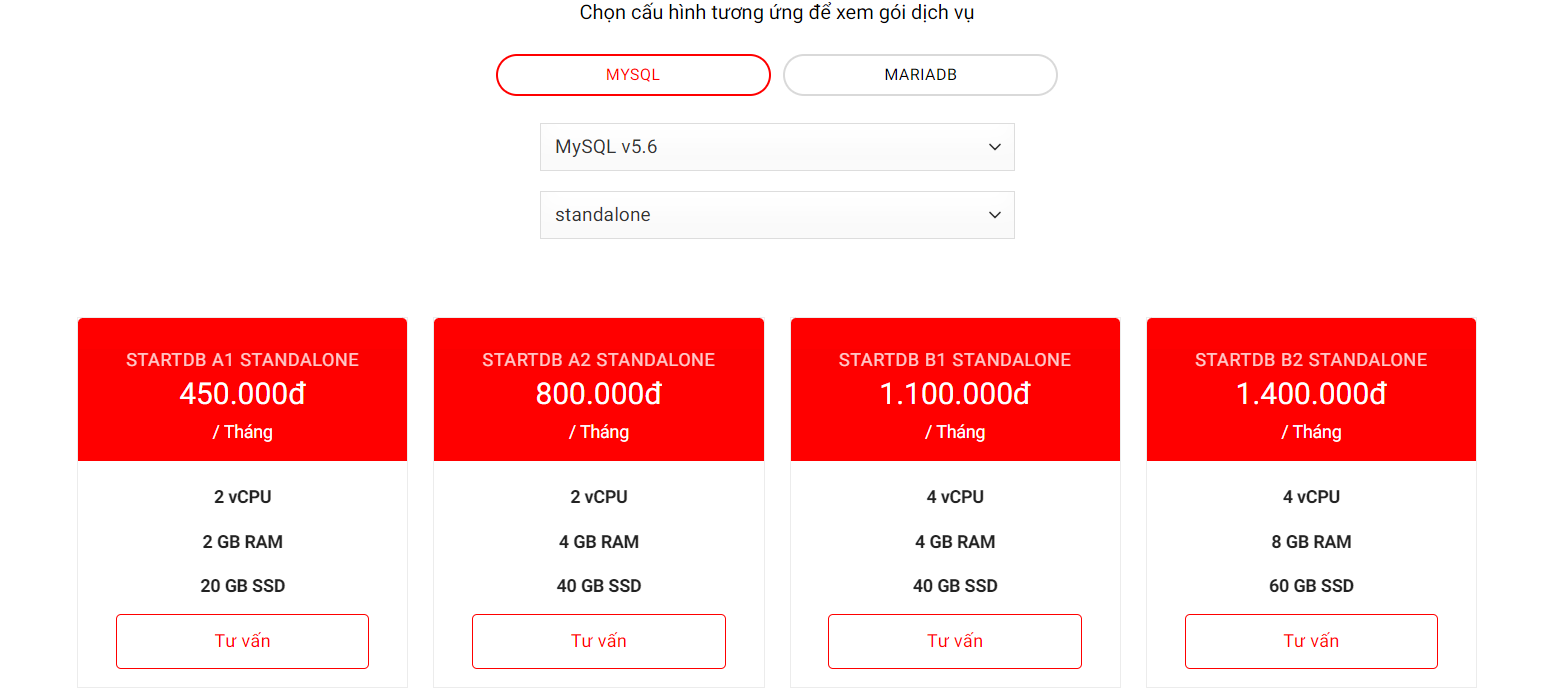 Chọn cấu hình tương ứng để xem gói dịch vụ
MYSQL
MARIADB
MySQL v5.6
standalone
STARTDB A1 STANDALONE
450.000đ
/ Tháng
2 vCPU
2 GB RAM
20 GB SSD
Tư vấn
STARTDB A2 STANDALONE
800.000đ
/ Tháng
2 vCPU
4 GB RAM
40 GB SSD
Tư vấn
STARTDB B1 STANDALONE
1.100.000đ
/ Tháng
4 vCPU
4 GB RAM
40 GB SSD
Tư vấn
STARTDB B2 STANDALONE
1.400.000đ
/ Tháng
4 vCPU
8 GB RAM
60 GB SSD
Tư vấn